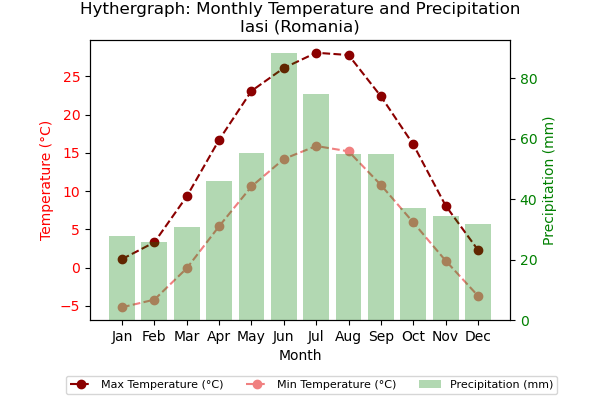 Hythergraph: Monthly Temperature and Precipitation
Iasi (Romania)
Temperature (°C)
25
20
15
10
5
0
−5
Precipitation (mm)
80
60
40
20
0
Jan Feb Mar Apr May Jun Jul Aug Sep Oct Nov Dec
Month
Max Temperature (°C) Min Temperature (°C) Precipitation (mm)